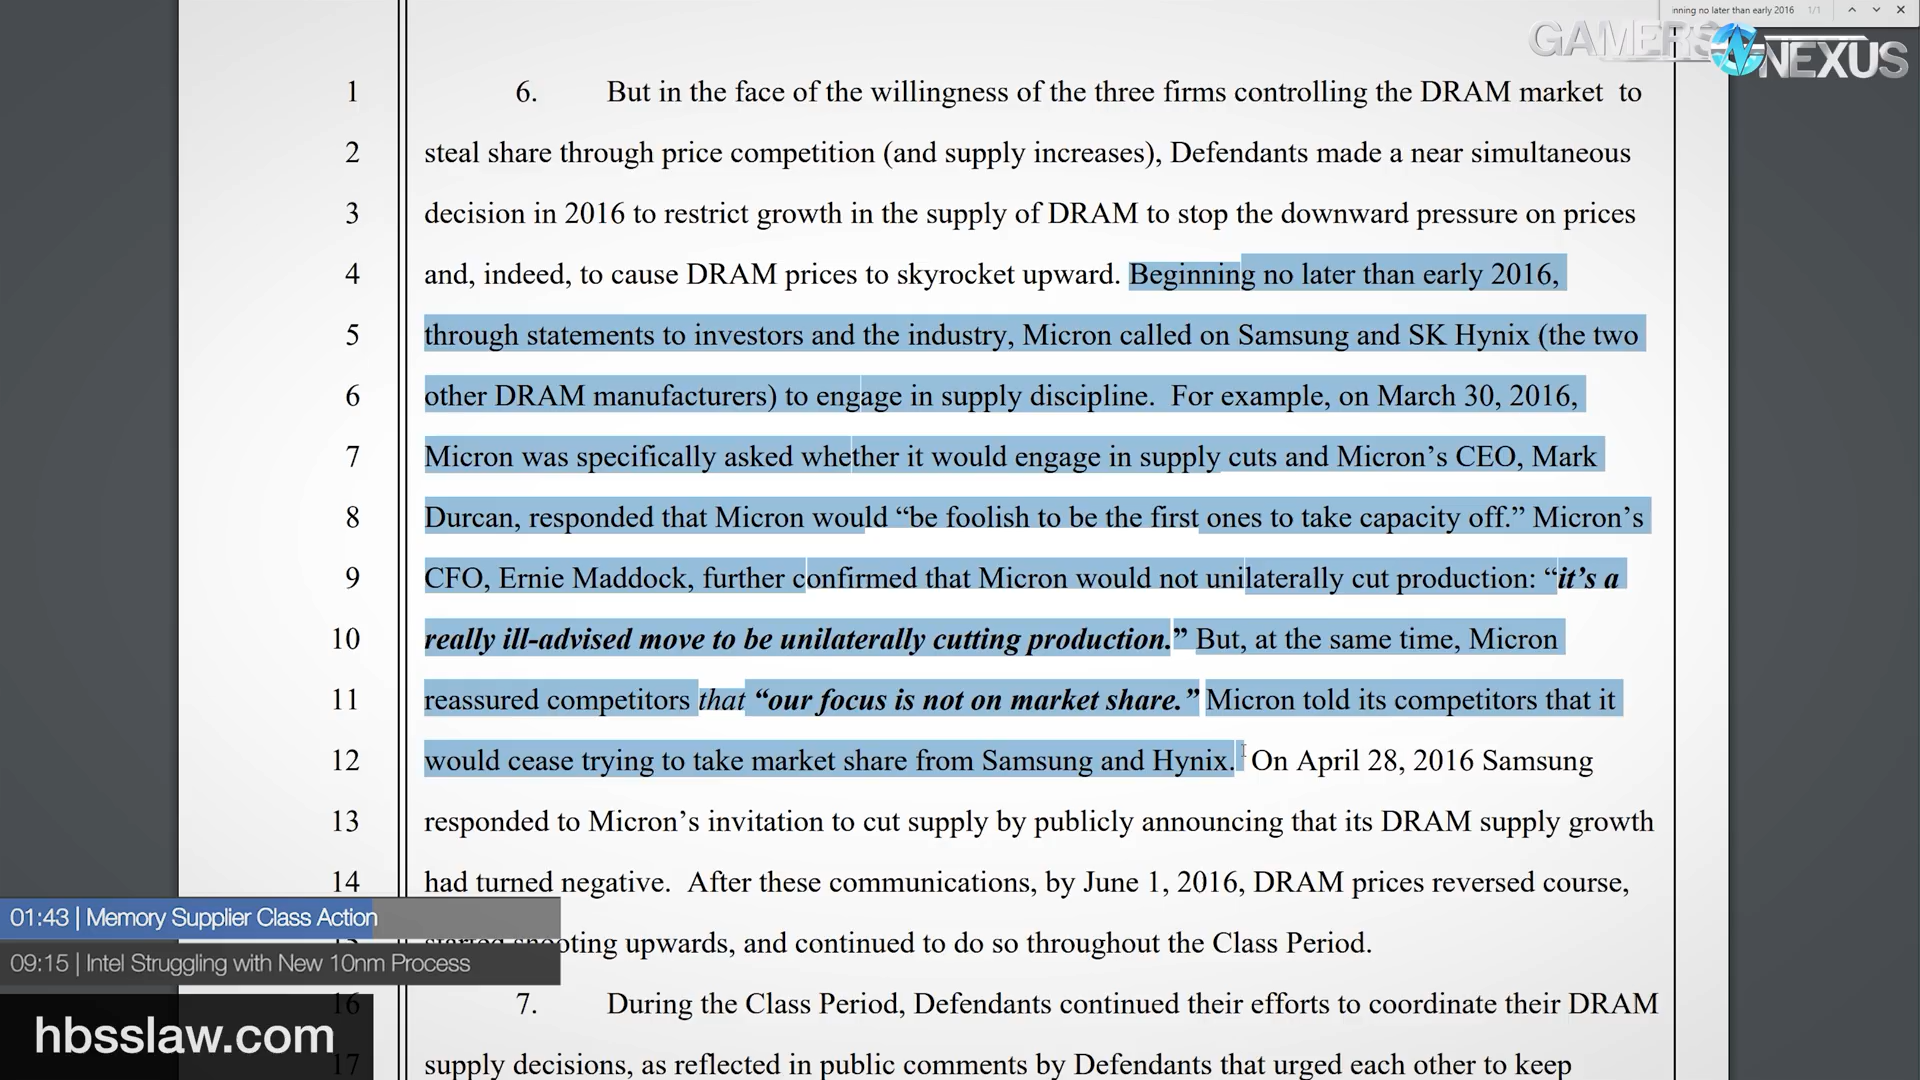 nning no later than early 2016 1/1
GAMERS NEXUS
1 6. But in the face of the willingness of the three firms controlling the DRAM market to
2 steal share through price competition (and supply increases), Defendants made a near simultaneous
3 decision in 2016 to restrict growth in the supply of DRAM to stop the downward pressure on prices
4 and, indeed, to cause DRAM prices to skyrocket upward. Beginning no later than early 2016,
5 through statements to investors and the industry, Micron called on Samsung and SK Hynix (the two
6 other DRAM manufacturers) to engage in supply discipline. For example, on March 30, 2016,
7 Micron was specifically asked whether it would engage in supply cuts and Micron’s CEO, Mark
8 Durcan, responded that Micron would “be foolish to be the first ones to take capacity off.” Micron’s
9 CFO, Ernie Maddock, further confirmed that Micron would not unilaterally cut production: “it’s a
10 really ill-advised move to be unilaterally cutting production.” But, at the same time, Micron
11 reassured competitors that “our focus is not on market share.” Micron told its competitors that it
12 would cease trying to take market share from Samsung and Hynix. On April 28, 2016 Samsung
13 responded to Micron’s invitation to cut supply by publicly announcing that its DRAM supply growth
14 had turned negative. After these communications, by June 1, 2016, DRAM prices reversed course,
upwards, and continued to do so throughout the Class Period.
16 7. During the Class Period, Defendants continued their efforts to coordinate their DRAM
17 supply decisions, as reflected in public comments by Defendants that urged each other to keep
01:43 | Memory Supplier Class Action
09:15 | Intel Struggling with New 10nm Process
hbsslaw.com